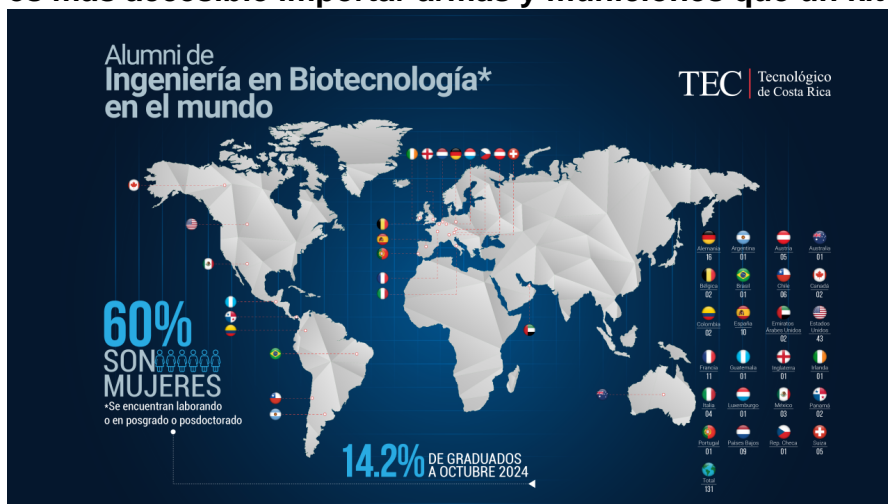 es más accesible importar armas y municiones que un kit
Alumni de
Ingeniería en Biotecnología*
en el mundo
TEC | Tecnológico
de Costa Rica
60%
SON
MUJERES
*Se encuentran laborando
o en posgrado o posdoctorado
14.2% DE GRADUADOS
A OCTUBRE 2024
Alemania Argentina Austria Australia
16 01 05 01
Bélgica Brasil Chile Canadá
02 01 06 02
Colombia España Emiratos Árabes Unidos Estados Unidos
02 10 02 43
Francia Guatemala Inglaterra Irlanda
11 01 01 01
Italia Luxemburgo México Panamá
04 01 03 02
Portugal Países Bajos Rep. Checa Suiza
01 09 01 05
Total
131